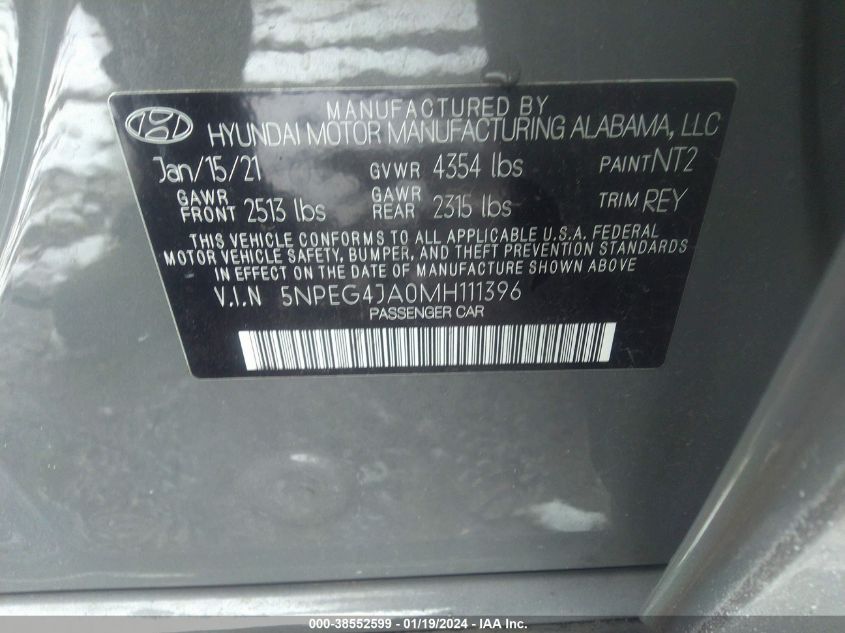 MANUFACTURED BY
HYUNDAI MOTOR MANUFACTURING ALABAMA, LLC
Jan/15/21 GVWR 4354 lbs PAINT NT2
GAWR FRONT 2513 lbs GAWR REAR 2315 lbs TRIM REY
THIS VEHICLE CONFORMS TO ALL APPLICABLE U.S.A. FEDERAL
MOTOR VEHICLE SAFETY, BUMPER, AND THEFT PREVENTION STANDARDS
IN EFFECT ON THE DATE OF MANUFACTURE SHOWN ABOVE
V.I.N 5NPEG4JA0MH111396
PASSENGER CAR
000-38552599 - 01/19/2024 - IAA Inc.